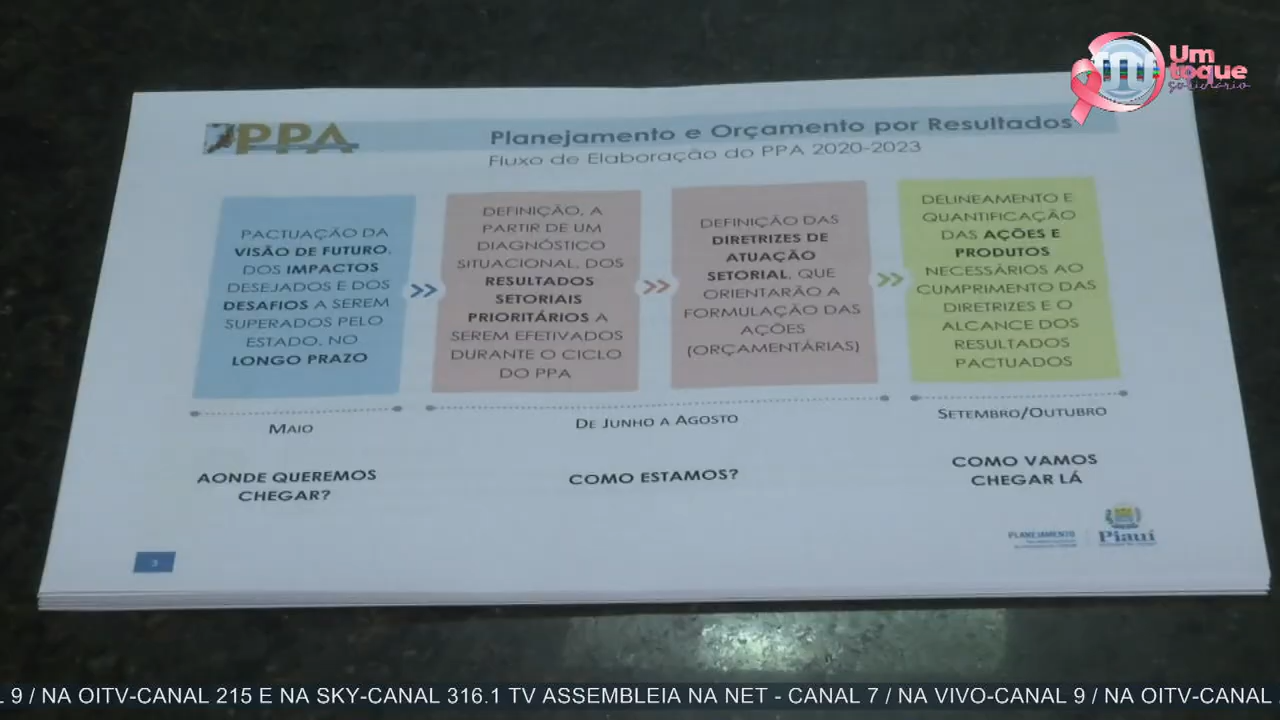 Um
toque
solidário
PPA
Planejamento e Orçamento por Resultados
Fluxo de Elaboração do PPA 2020-2023
PACTUAÇÃO DA
VISÃO DE FUTURO,
DOS IMPACTOS
DESEJADOS E DOS
DESAFIOS A SEREM
SUPERADOS PELO
ESTADO, NO
LONGO PRAZO
DEFINIÇÃO, A
PARTIR DE UM
DIAGNÓSTICO
SITUACIONAL, DOS
RESULTADOS
SETORIAIS
PRIORITÁRIOS A
SEREM EFETIVADOS
DURANTE O CICLO
DO PPA
DEFINIÇÃO DAS
DIRETRIZES DE
ATUAÇÃO
SETORIAL, QUE
ORIENTARÃO A
FORMULAÇÃO DAS
AÇÕES
(ORÇAMENTÁRIAS)
DELINEAMENTO E
QUANTIFICAÇÃO
DAS AÇÕES E
PRODUTOS
NECESSÁRIOS AO
CUMPRIMENTO DAS
DIRETRIZES E O
ALCANCE DOS
RESULTADOS
PACTUADOS
MAIO
DE JUNHO A AGOSTO
SETEMBRO/OUTUBRO
AONDE QUEREMOS
CHEGAR?
COMO ESTAMOS?
COMO VAMOS
CHEGAR LÁ
PLANEJAMENTO
Piauí
3
L 9 / NA OITV-CANAL 215 E NA SKY-CANAL 316.1 TV ASSEMBLEIA NA NET - CANAL 7 / NA VIVO-CANAL 9 / NA OITV-CANAL